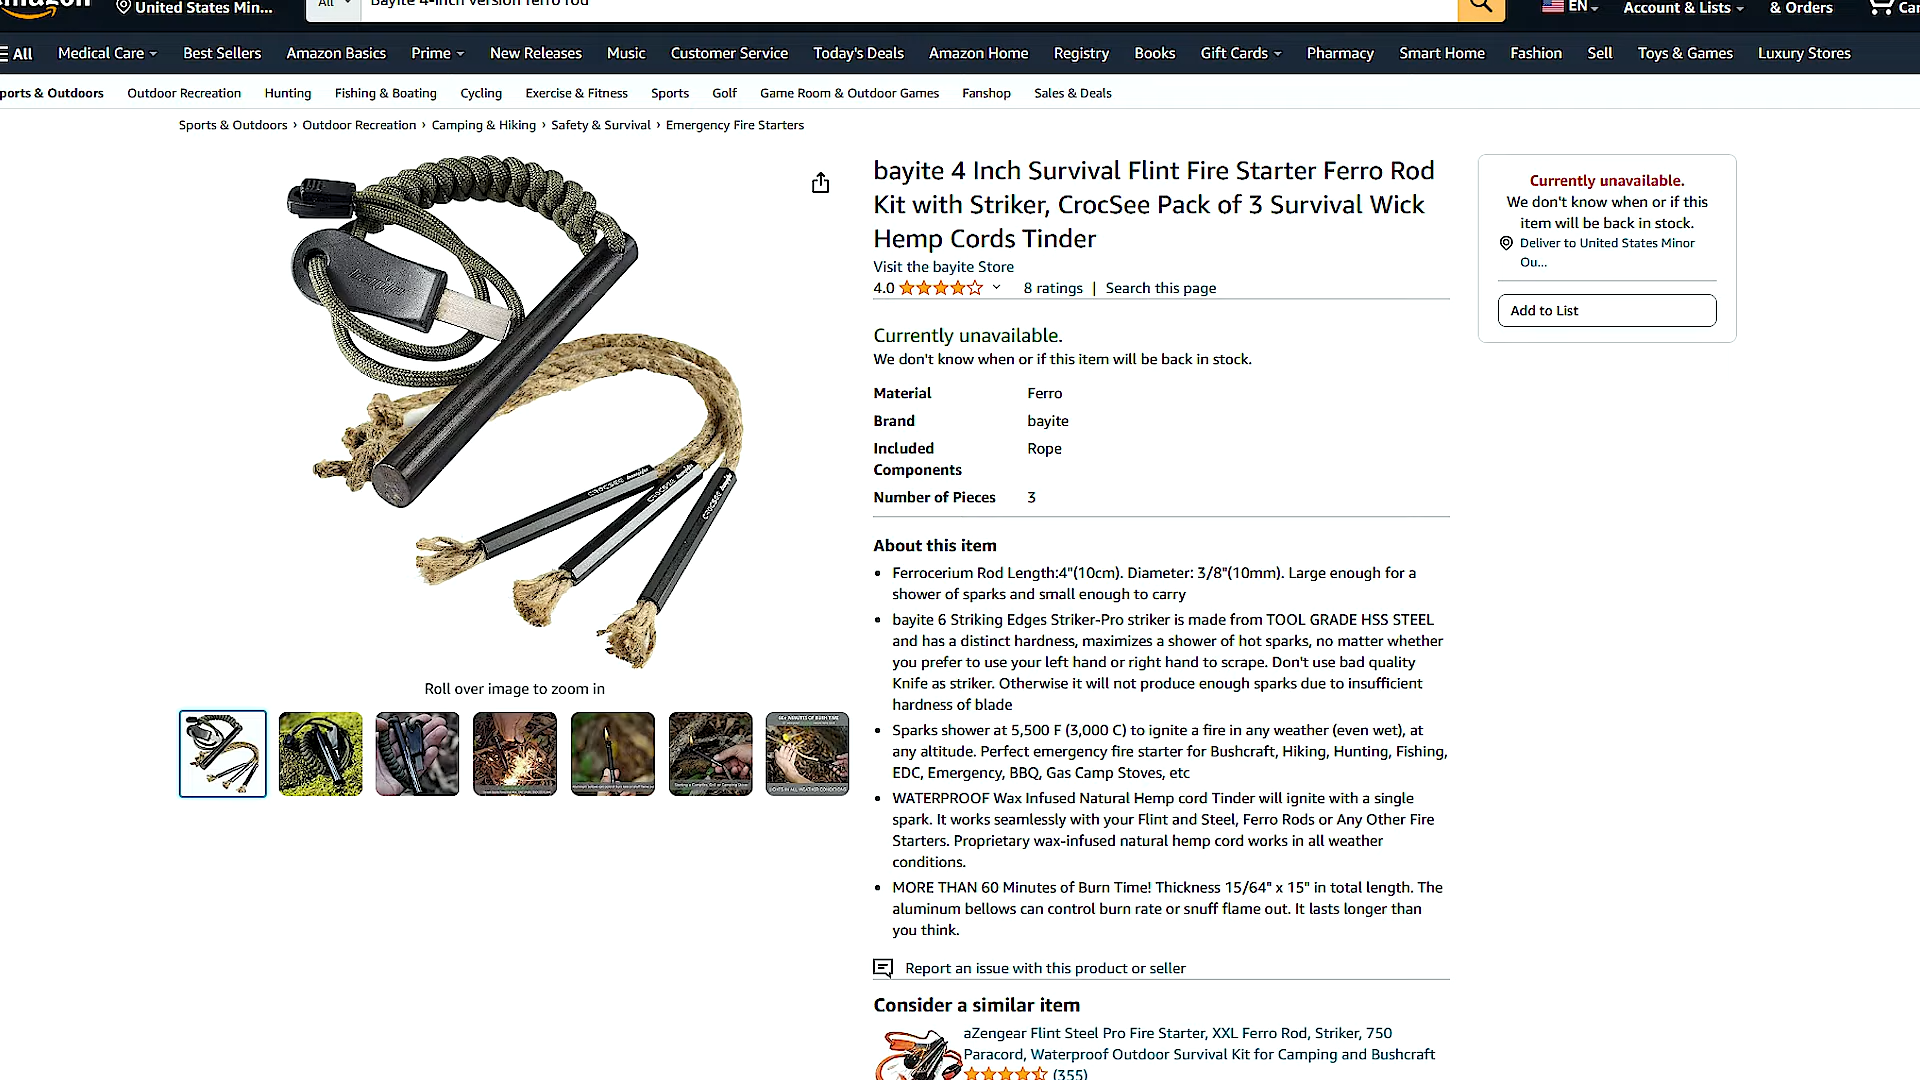 United States Min...
All
Bayite 4-inch version ferro rod
EN
Account & Lists
& Orders
All
Medical Care
Best Sellers
Amazon Basics
Prime
New Releases
Music
Customer Service
Today's Deals
Amazon Home
Registry
Books
Gift Cards
Pharmacy
Smart Home
Fashion
Sell
Toys & Games
Luxury Stores
ports & Outdoors
Outdoor Recreation
Hunting
Fishing & Boating
Cycling
Exercise & Fitness
Sports
Golf
Game Room & Outdoor Games
Fanshop
Sales & Deals
Sports & Outdoors › Outdoor Recreation › Camping & Hiking › Safety & Survival › Emergency Fire Starters
CROCSEE
CROCSEE
CROCSEE
Roll over image to zoom in
bayite 4 Inch Survival Flint Fire Starter Ferro Rod
Kit with Striker, CrocSee Pack of 3 Survival Wick
Hemp Cords Tinder
Visit the bayite Store
4.0
8 ratings | Search this page
Currently unavailable.
We don't know when or if this item will be back in stock.
Material Ferro
Brand bayite
Included Rope
Components
Number of Pieces 3
About this item
• Ferrocerium Rod Length:4"(10cm). Diameter: 3/8"(10mm). Large enough for a
shower of sparks and small enough to carry
• bayite 6 Striking Edges Striker-Pro striker is made from TOOL GRADE HSS STEEL
and has a distinct hardness, maximizes a shower of hot sparks, no matter whether
you prefer to use your left hand or right hand to scrape. Don't use bad quality
Knife as striker. Otherwise it will not produce enough sparks due to insufficient
hardness of blade
• Sparks shower at 5,500 F (3,000 C) to ignite a fire in any weather (even wet), at
any altitude. Perfect emergency fire starter for Bushcraft, Hiking, Hunting, Fishing,
EDC, Emergency, BBQ, Gas Camp Stoves, etc
• WATERPROOF Wax Infused Natural Hemp cord Tinder will ignite with a single
spark. It works seamlessly with your Flint and Steel, Ferro Rods or Any Other Fire
Starters. Proprietary wax-infused natural hemp cord works in all weather
conditions.
• MORE THAN 60 Minutes of Burn Time! Thickness 15/64" x 15" in total length. The
aluminum bellows can control burn rate or snuff flame out. It lasts longer than
you think.
Report an issue with this product or seller
Consider a similar item
aZengear Flint Steel Pro Fire Starter, XXL Ferro Rod, Striker, 750
Paracord, Waterproof Outdoor Survival Kit for Camping and Bushcraft
(355)
Currently unavailable.
We don't know when or if this
item will be back in stock.
Deliver to United States Minor
Ou...
Add to List